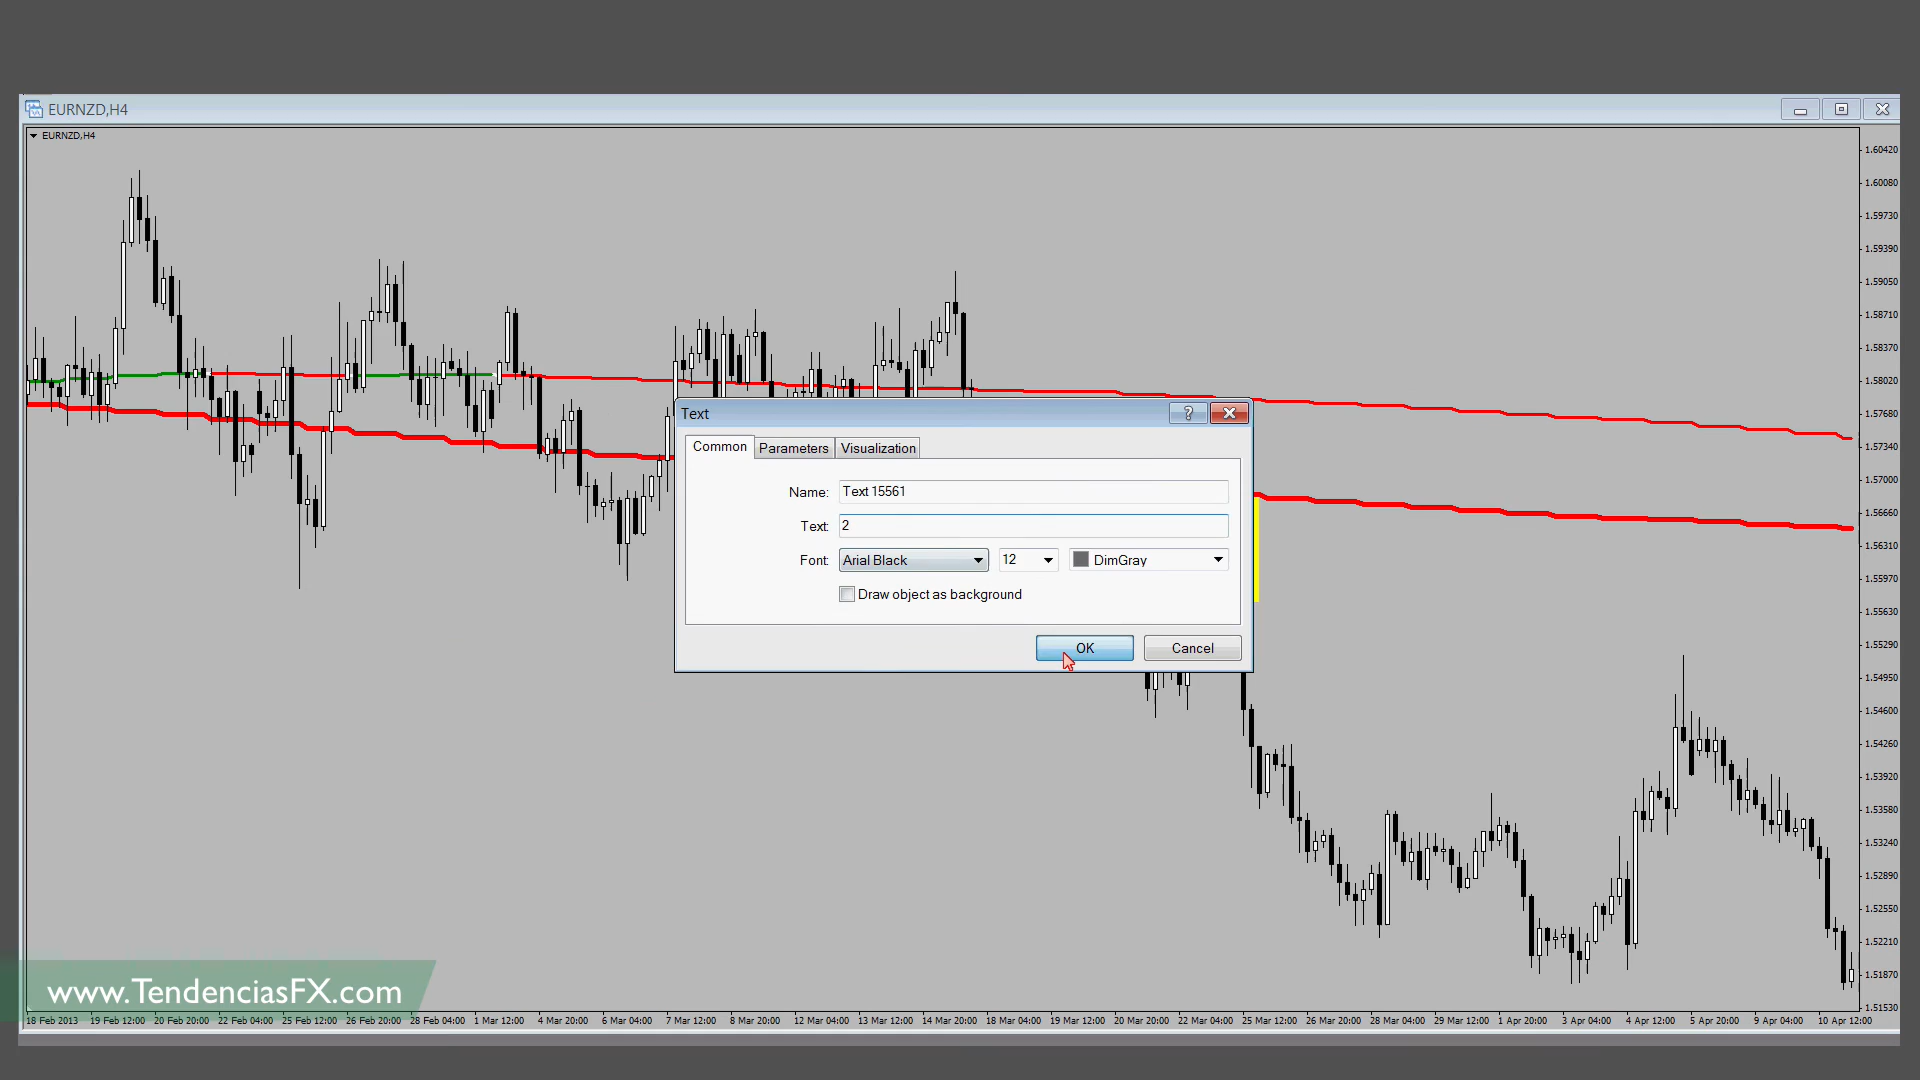 EURNZD,H4
EURNZD,H4
1.60420
1.60080
1.59730
1.59390
1.59050
1.58710
1.58370
1.58020
1.57680
1.57340
1.57000
1.56660
1.56310
1.55970
1.55630
1.55290
1.54950
1.54600
1.54260
1.53920
1.53580
1.53240
1.52890
1.52550
1.52210
1.51870
1.51530
Text
Common Parameters Visualization
Name: Text 15561
Text: 2
Font: Arial Black 12 DimGray
Draw object as background
OK Cancel
www.TendenciasFX.com
18 Feb 2013 19 Feb 12:00 20 Feb 20:00 22 Feb 04:00 25 Feb 12:00 26 Feb 20:00 28 Feb 04:00 1 Mar 12:00 4 Mar 20:00 6 Mar 04:00 7 Mar 12:00 8 Mar 20:00 12 Mar 04:00 13 Mar 12:00 14 Mar 20:00 18 Mar 04:00 19 Mar 12:00 20 Mar 20:00 22 Mar 04:00 25 Mar 12:00 26 Mar 20:00 28 Mar 04:00 29 Mar 12:00 1 Apr 20:00 3 Apr 04:00 4 Apr 12:00 5 Apr 20:00 9 Apr 04:00 10 Apr 12:00